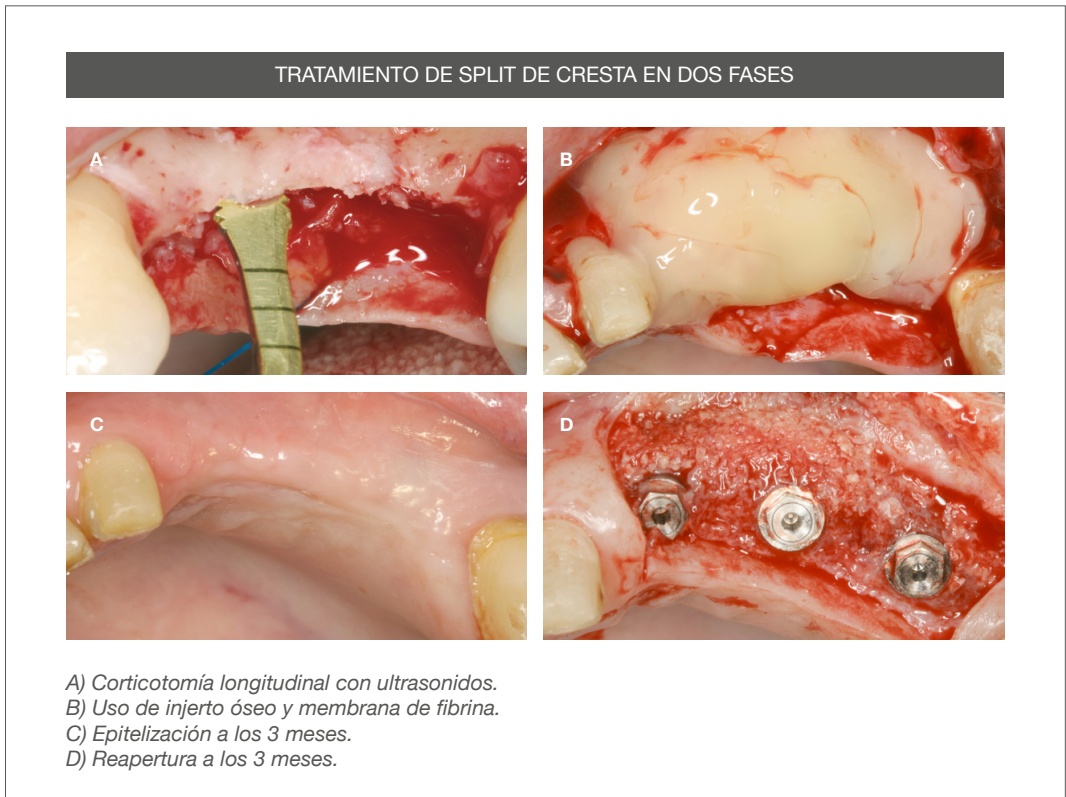 TRATAMIENTO DE SPLIT DE CRESTA EN DOS FASES
A
B
C
D
A) Corticotomía longitudinal con ultrasonidos.
B) Uso de injerto óseo y membrana de fibrina.
C) Epitelización a los 3 meses.
D) Reapertura a los 3 meses.